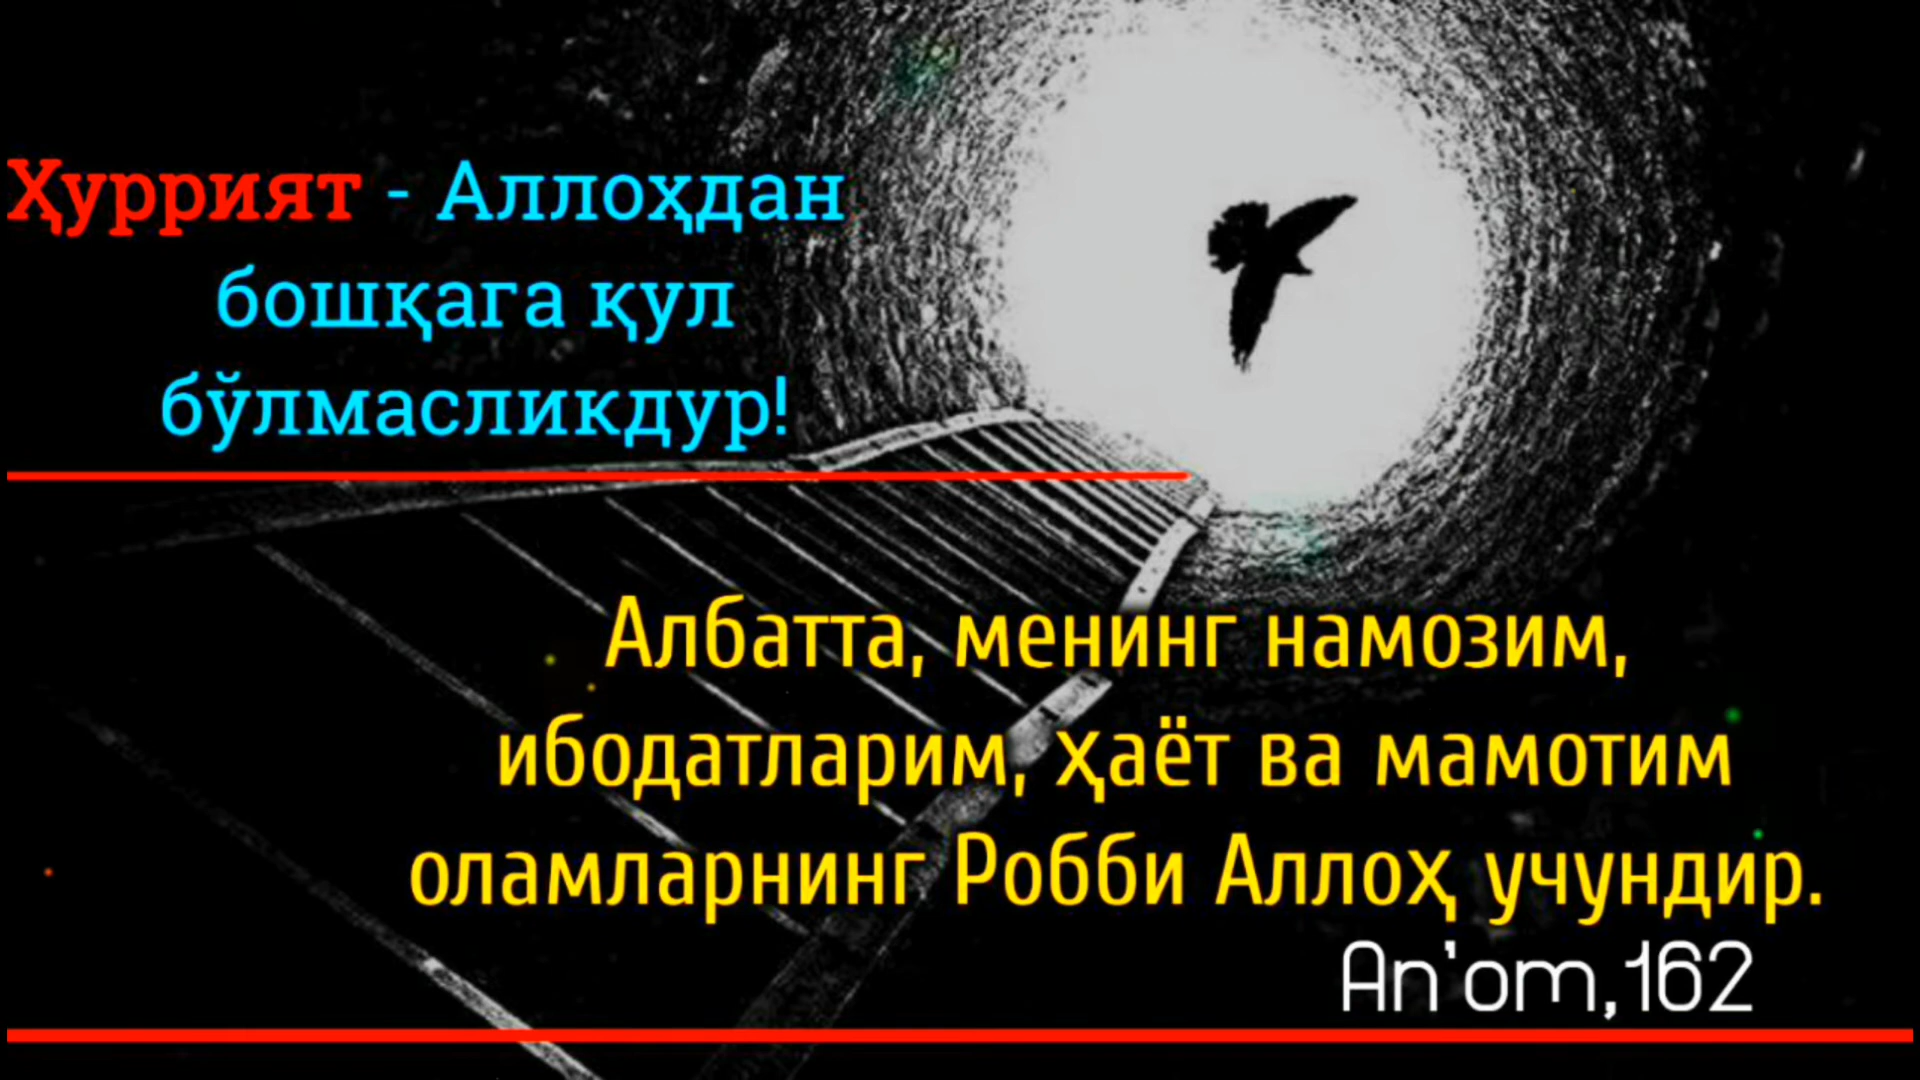 Ҳуррият - Аллоҳдан
бошқага қул
бўлмасликдур!
Албатта, менинг намозим,
ибодатларим, ҳаёт ва мамотим
оламларнинг Робби Аллоҳ учундир.
An'om,162